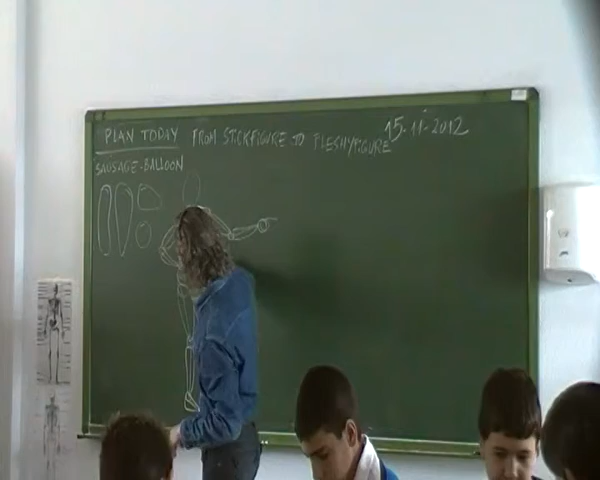 PLAN TODAY FROM STICKFIGURE TO FLESHYFIGURE 15-11-2012
SAUSAGE-BALLOON